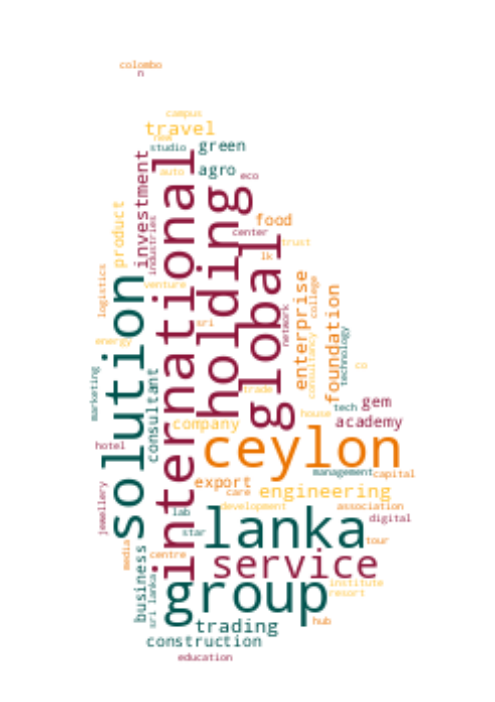 colombo
n
campus
travel
new
studio
green
investment
international
auto
agro
eco
holding
product
industries
food
center
global
trust
lk
logistics
solution
venture
enterprise
college
foundation
sri
network
energy
consultancy
technology
marketing
consultant
trade
co
company
house
tech
gem
academy
hotel
ceylon
management
capital
export
care
engineering
jewellery
lab
development
association
lanka
digital
star
tour
media
business
centre
service
sri lanka
group
institute
resort
trading
hub
construction
education